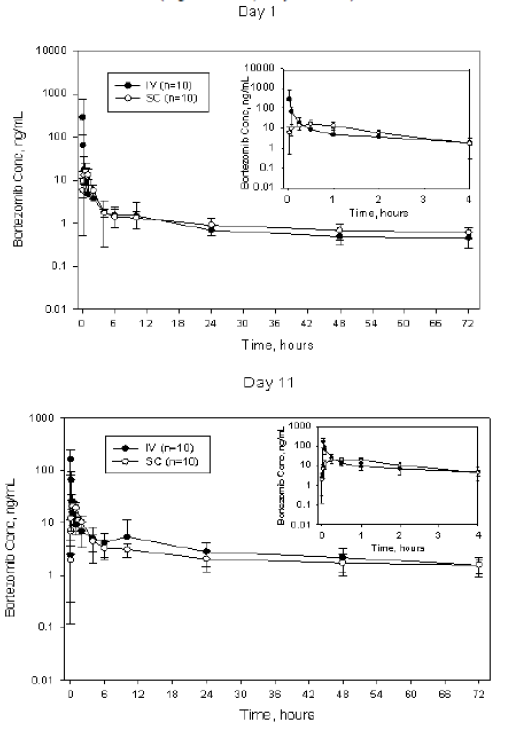 Day 1
10000
1000
100
10
1
0.1
0.01
Bortezomib Conc, ng/mL
IV (n=10)
SC (n=10)
10000
1000
100
10
1
0.1
0.01
Bortezomib Conc, ng/mL
0 1 2 3 4
Time, hours
0 6 12 18 24 30 36 42 48 54 60 66 72
Time, hours
Day 11
1000
100
10
1
0.1
0.01
Bortezomib Conc, ng/mL
IV (n=10)
SC (n=10)
1000
100
10
1
0.1
0.01
Bortezomib Conc, ng/mL
0 1 2 3 4
Time, hours
0 6 12 18 24 30 36 42 48 54 60 66 72
Time, hours